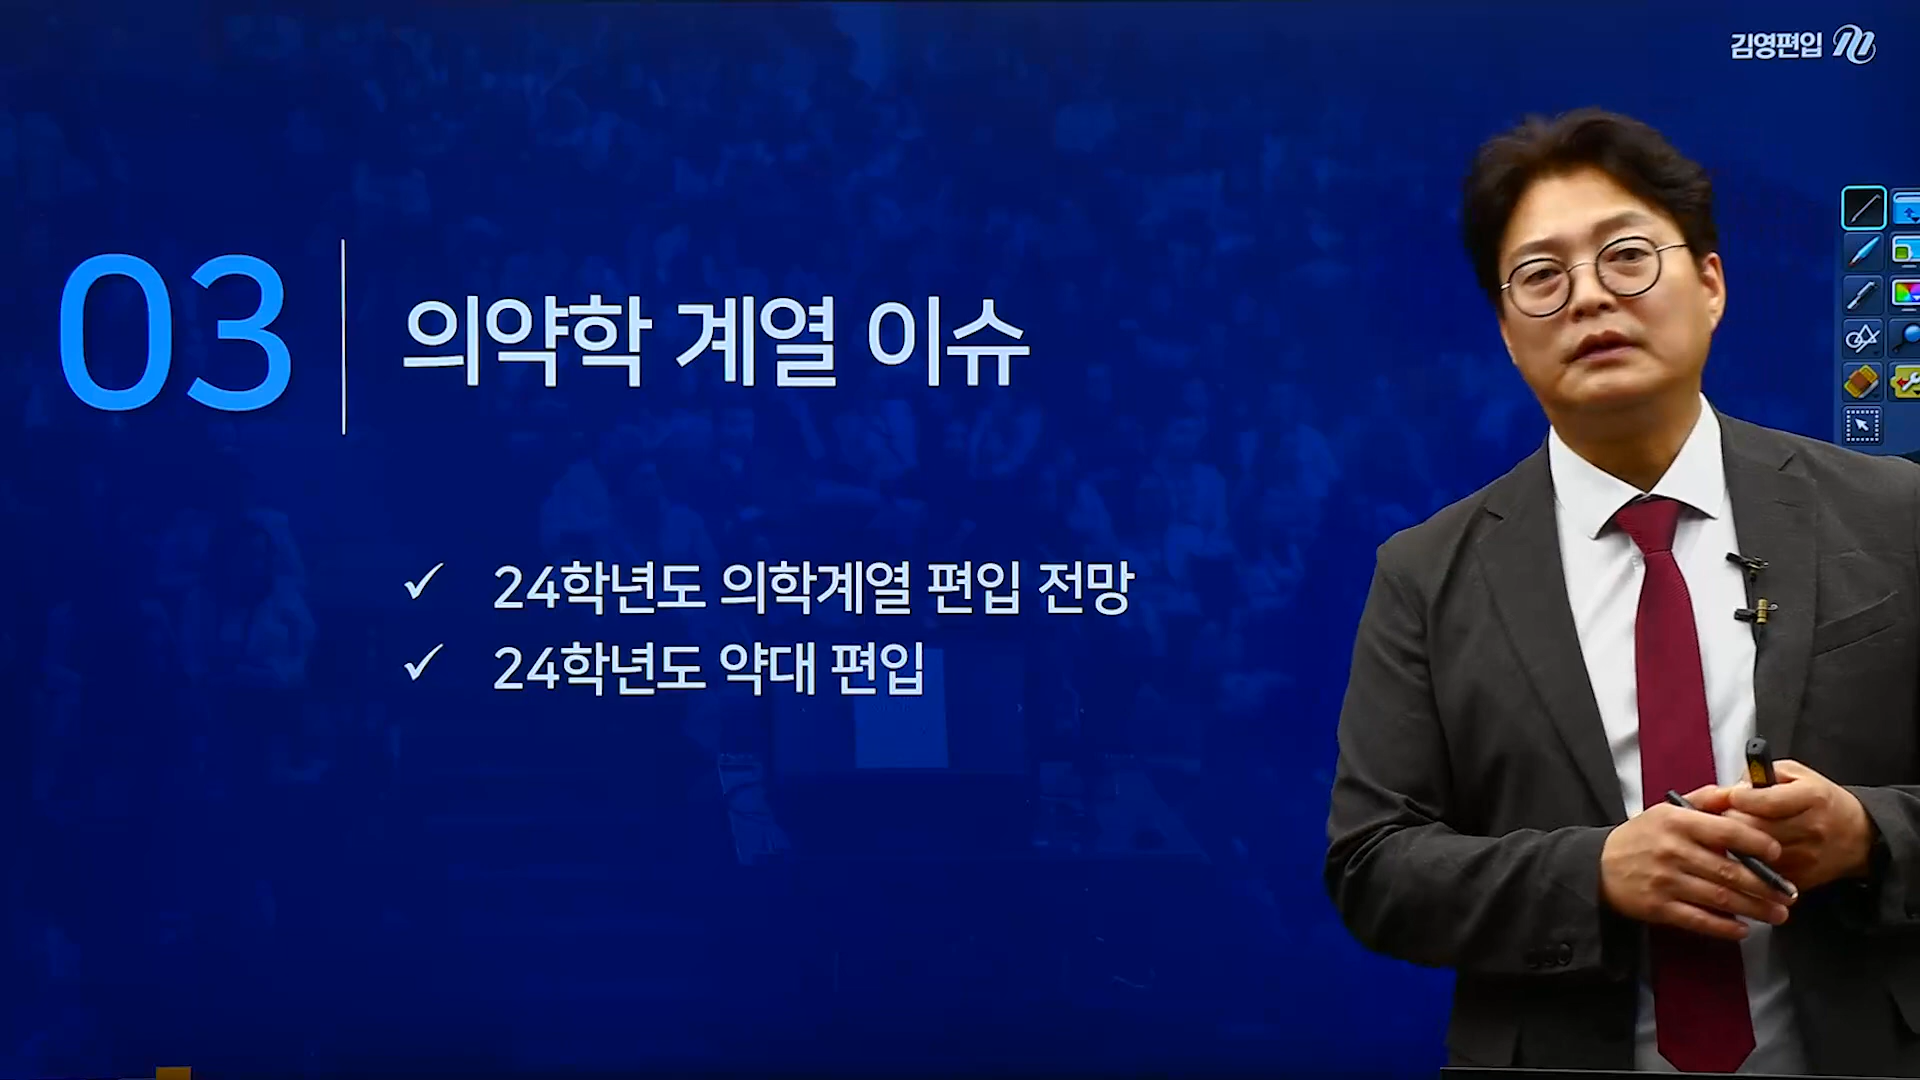 김영편입
03
의약학 계열 이슈
✓ 24학년도 의학계열 편입 전망
✓ 24학년도 약대 편입